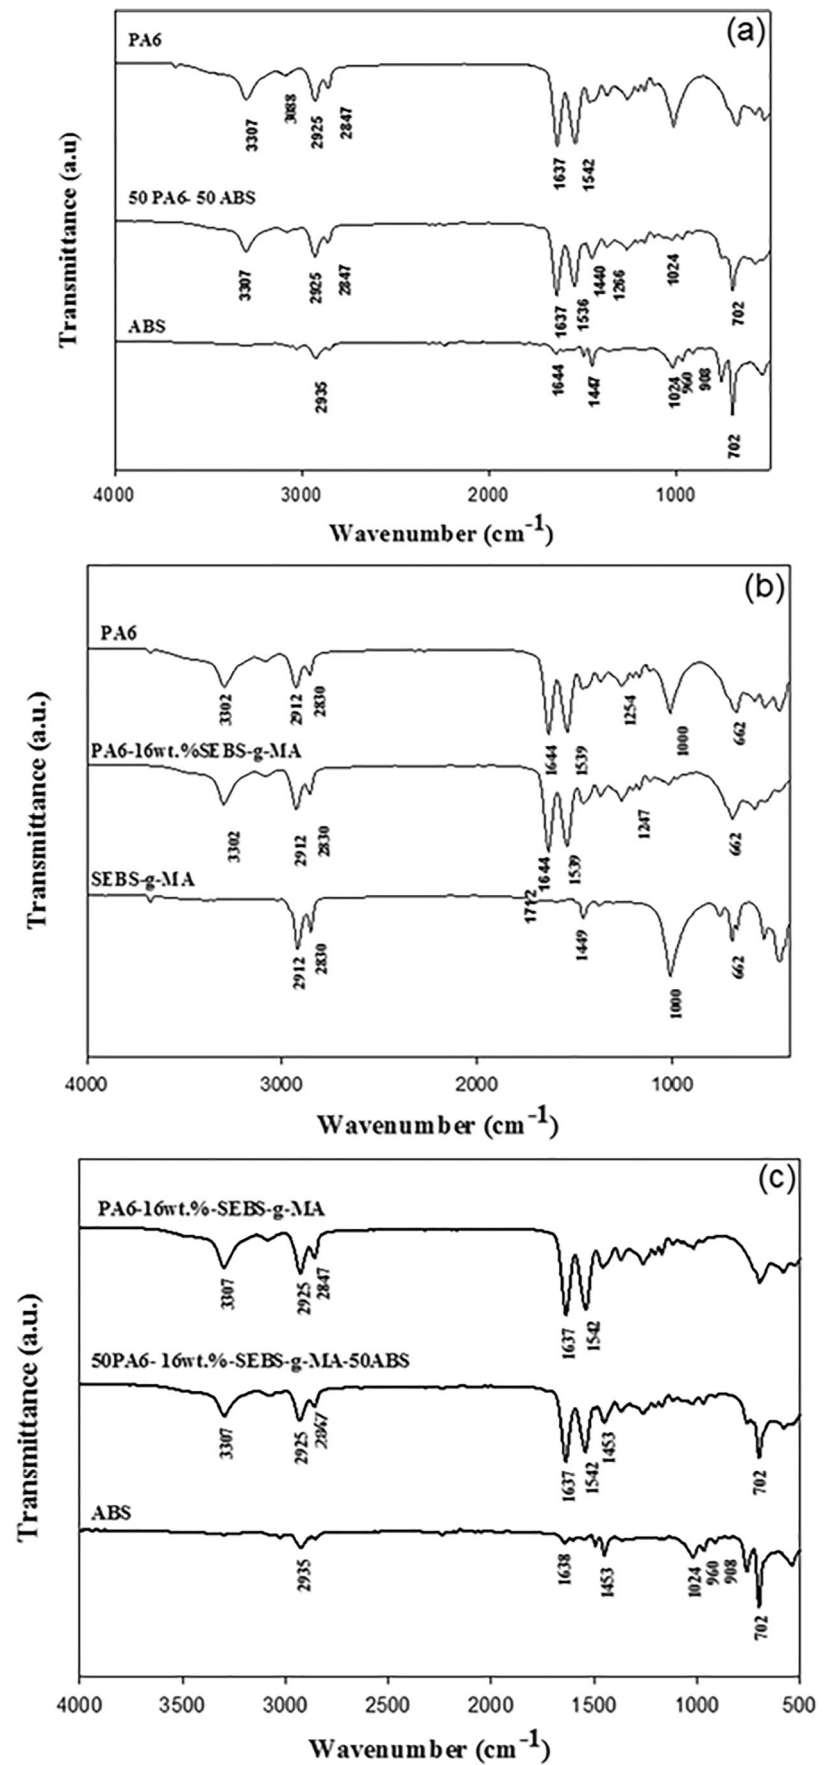 (a)
PA6
3307
3088
2925
2847
1637
1542
50 PA6- 50 ABS
3307
2925
2847
1637
1536
1440
1266
1024
702
ABS
2935
1644
1447
1024
960
908
702
Transmittance (a.u)
4000 3000 2000 1000
Wavenumber (cm-1)
(b)
PA6
3302
2912
2830
1644
1539
1254
1000
662
PA6-16wt.%SEBS-g-MA
3302
2912
2830
1644
1539
1247
662
SEBS-g-MA
2912
2830
1712
1449
1000
662
Transmittance (a.u.)
4000 3000 2000 1000
Wavenumber (cm-1)
(c)
PA6-16wt.%-SEBS-g-MA
3307
2925
2847
1637
1542
50PA6- 16wt.%-SEBS-g-MA-50ABS
3307
2925
2847
1637
1542
1453
702
ABS
2935
1638
1453
1024
960
908
702
Transmittance (a.u.)
4000 3500 3000 2500 2000 1500 1000 500
Wavenumber (cm-1)